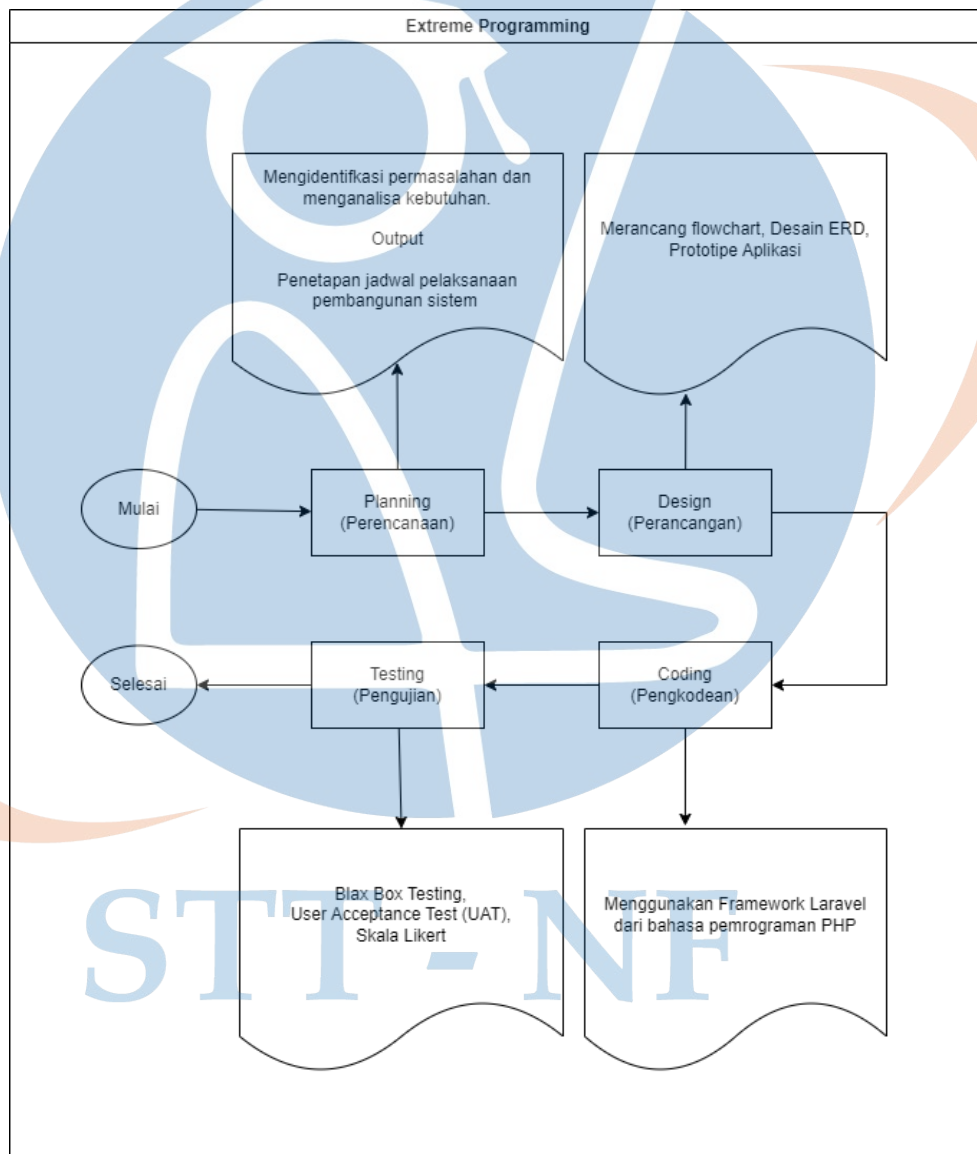 Extreme Programming
Mengidentifkasi permasalahan dan
menganalisa kebutuhan.
Output
Penetapan jadwal pelaksanaan
pembangunan sistem
Merancang flowchart, Desain ERD,
Prototipe Aplikasi
Mulai
Planning
(Perencanaan)
Design
(Perancangan)
Selesai
Testing
(Pengujian)
Coding
(Pengkodean)
Blax Box Testing,
User Acceptance Test (UAT),
Skala Likert
Menggunakan Framework Laravel
dari bahasa pemrograman PHP
STT - NF